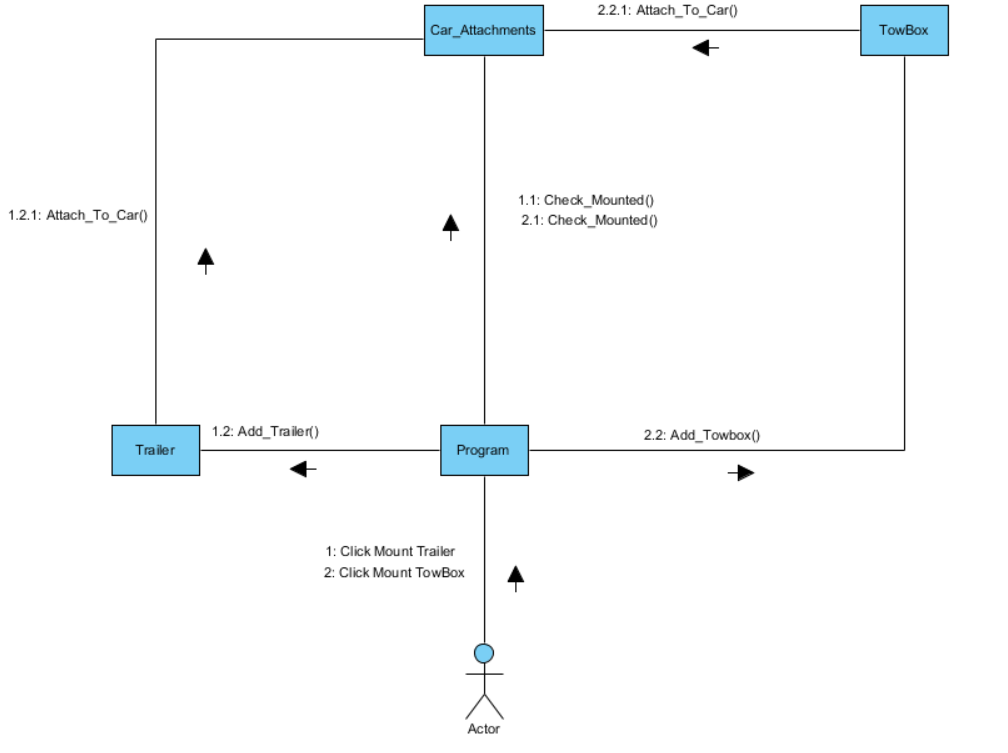 2.2.1: Attach_To_Car()
Car_Attachments
TowBox
1.1: Check_Mounted()
1.2.1: Attach_To_Car()
2.1: Check_Mounted()
1.2: Add_Trailer()
2.2: Add_Towbox()
Trailer
Program
1: Click Mount Trailer
2: Click Mount TowBox
Actor